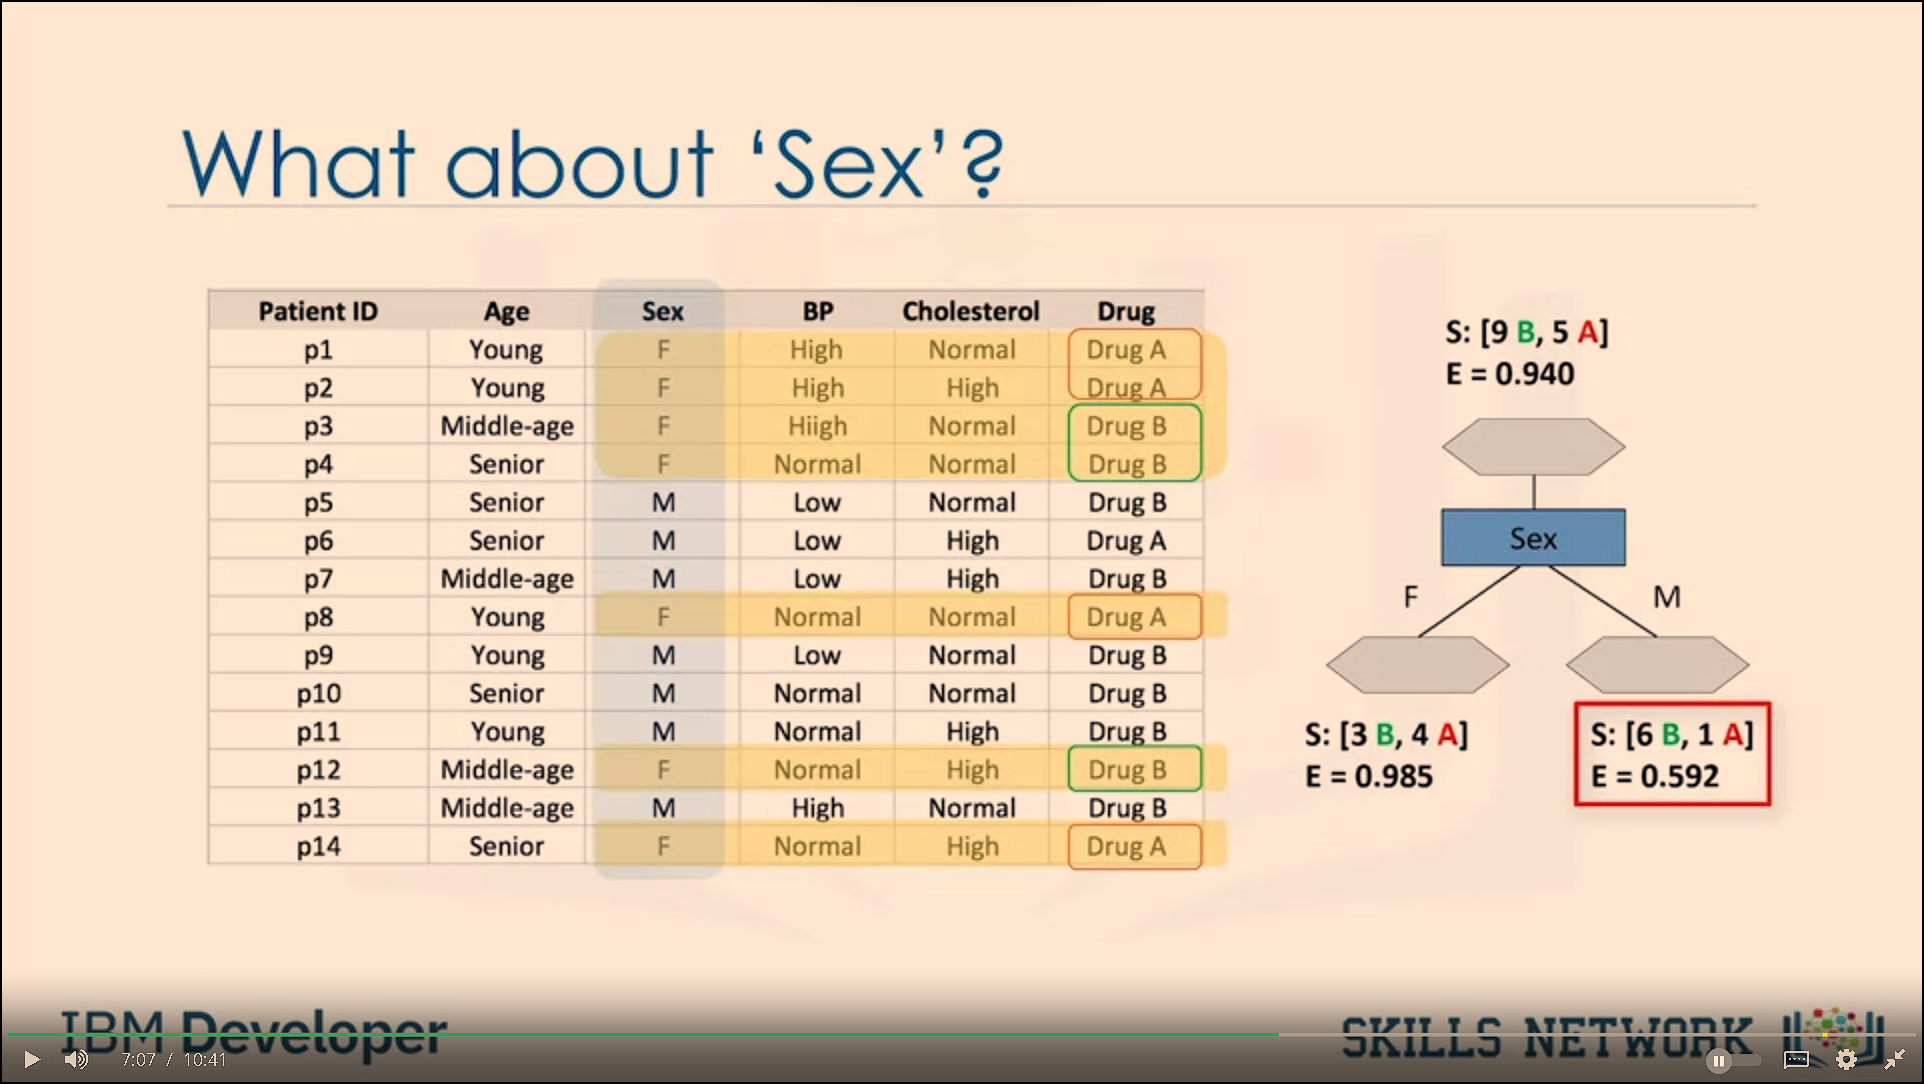 What about ‘Sex’?
Patient ID Age Sex BP Cholesterol Drug
p1 Young F High Normal Drug A
p2 Young F High High Drug A
p3 Middle-age F Hiigh Normal Drug B
p4 Senior F Normal Normal Drug B
p5 Senior M Low Normal Drug B
p6 Senior M Low High Drug A
p7 Middle-age M Low High Drug B
p8 Young F Normal Normal Drug A
p9 Young M Low Normal Drug B
p10 Senior M Normal Normal Drug B
p11 Young M Normal High Drug B
p12 Middle-age F Normal High Drug B
p13 Middle-age M High Normal Drug B
p14 Senior F Normal High Drug A
S: [9 B, 5 A]
E = 0.940
Sex
F M
S: [3 B, 4 A]
E = 0.985
S: [6 B, 1 A]
E = 0.592
IBM Developer
SKILLS NETWORK
7:07 / 10:41